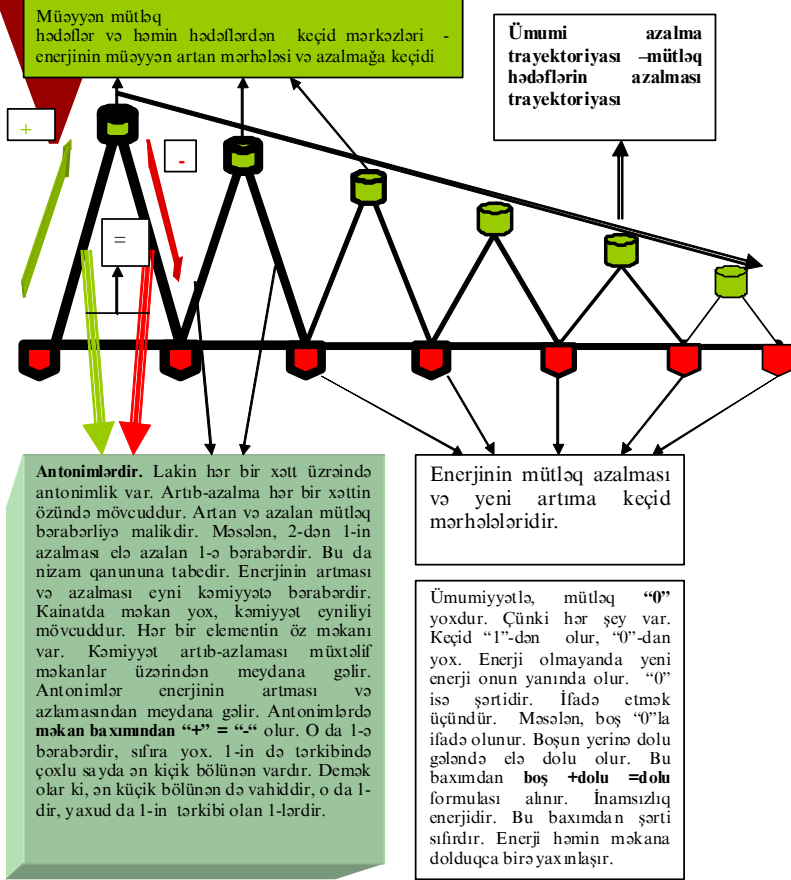 Müəyyən mütləq
hədəflər və həmin hədəflərdən keçid mərkəzləri -
enerjinin müəyyən artan mərhələsi və azalmağa keçidi
Ümumi azalma
trayektoriyası –mütləq
hədəflərin azalması
trayektoriyası
+
-
=
Antonimlərdir. Lakin hər bir xətt üzrəində
antonimlik var. Artıb-azalma hər bir xəttin
özündə mövcuddur. Artan və azalan mütləq
bərabərliyə malikdir. Məsələn, 2-dən 1-in
azalması elə azalan 1-ə bərabərdir. Bu da
nizam qanununa tabedir. Enerjinin artması
və azalması eyni kəmiyyətə bərabərdir.
Kainatda məkan yox, kəmiyyət eyniliyi
mövcuddur. Hər bir elementin öz məkanı
var. Kəmiyyət artıb-azlaması müxtəlif
məkanlar üzərindən meydana gəlir.
Antonimlər enerjinin artması və
azlamasından meydana gəlir. Antonimlərdə
məkan baxımından “+” = “-“ olur. O da 1-ə
bərabərdir, sıfıra yox. 1-in də tərkibində
çoxlu sayda ən kiçik bölünən vardır. Demək
olar ki, ən küçik bölünən də vahiddir, o da 1-
dir, yaxud da 1-in tərkibi olan 1-lərdir.
Enerjinin mütləq azalması
və yeni artıma keçid
mərhələləridir.
Ümumiyyətlə, mütləq “0”
yoxdur. Çünki hər şey var.
Keçid “1”-dən olur, “0”-dan
yox. Enerji olmayanda yeni
enerji onun yanında olur. “0”
isə şərtidir. İfadə etmək
üçündür. Məsələn, boş “0”la
ifadə olunur. Boşun yerinə dolu
gələndə elə dolu olur. Bu
baxımdan boş +dolu =dolu
formulası alınır. İnamsızlıq
enerjidir. Bu baxımdan şərti
sıfırdır. Enerji həmin məkana
dolduqca birə yaxınlaşır.